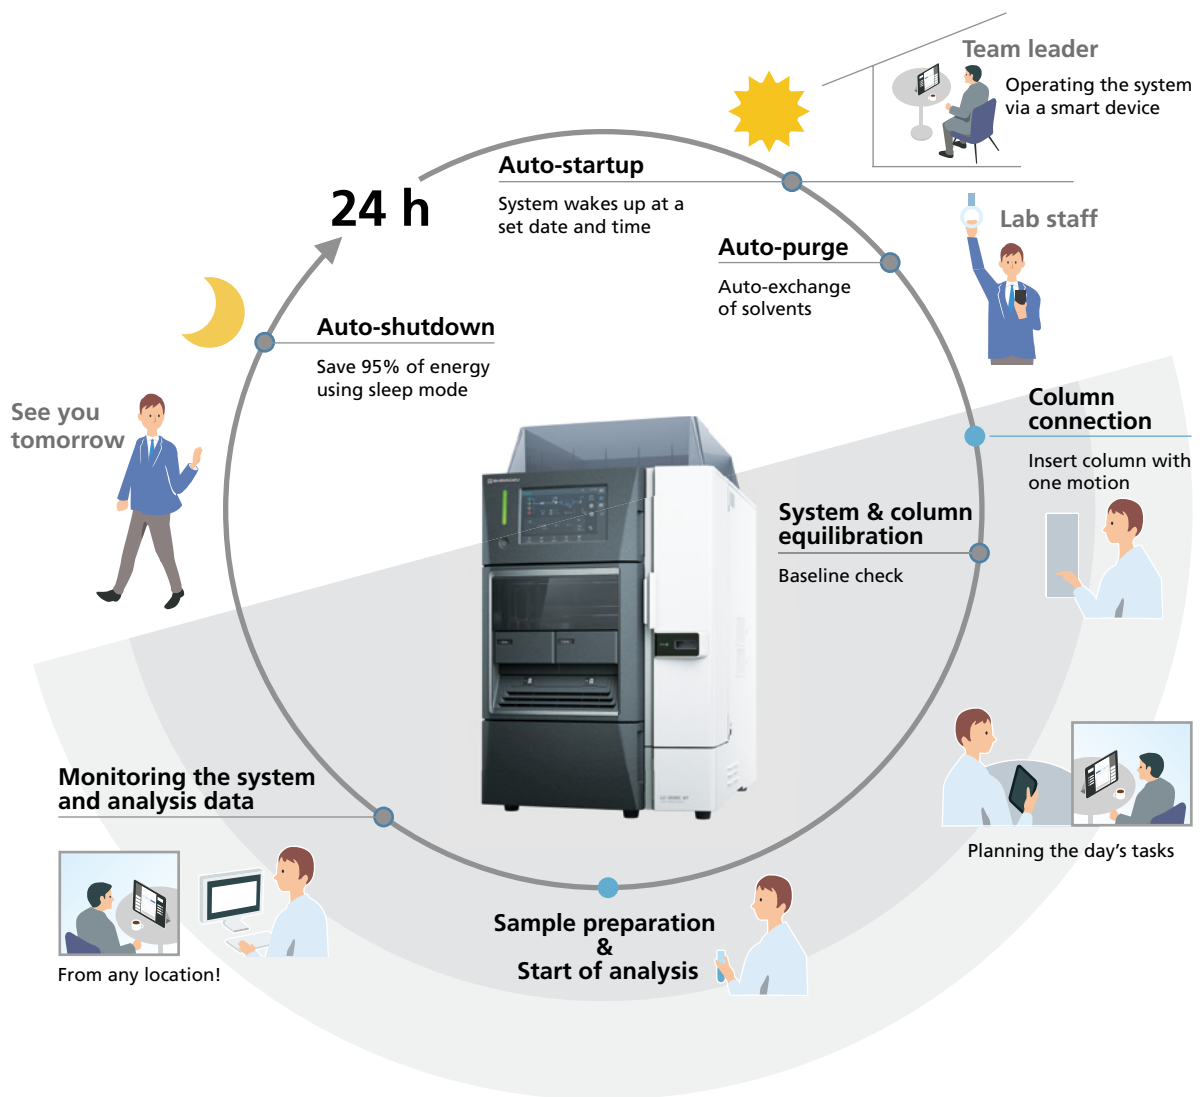 Team leader
Operating the system
via a smart device
Auto-startup
System wakes up at a
set date and time
24 h
Lab staff
Auto-purge
Auto-exchange
of solvents
Auto-shutdown
Save 95% of energy
using sleep mode
See you
tomorrow
Column
connection
Insert column with
one motion
SHIMADZU
System & column
equilibration
Baseline check
Monitoring the system
and analysis data
Planning the day's tasks
From any location!
Sample preparation
&
Start of analysis